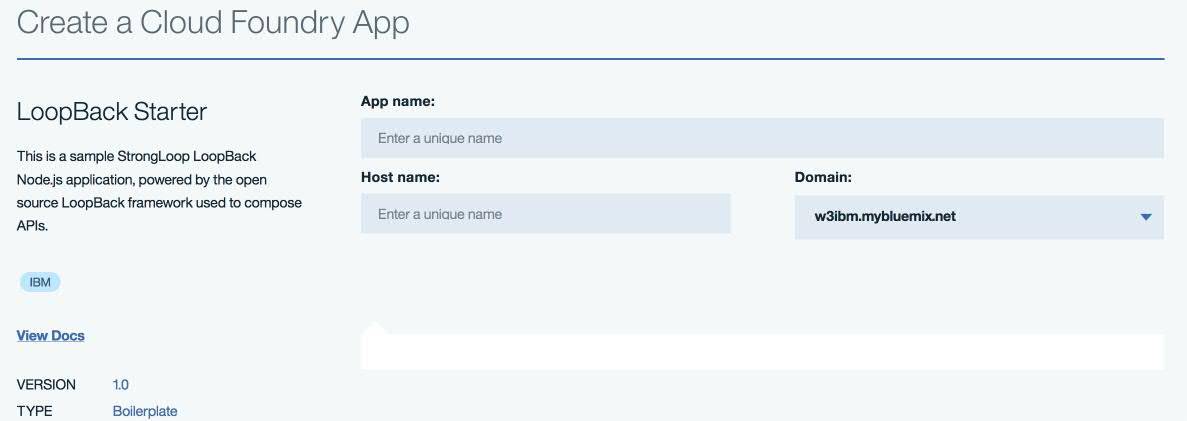 Create a Cloud Foundry App
LoopBack Starter
This is a sample StrongLoop LoopBack
Node.js application, powered by the open
source LoopBack framework used to compose
APIs.
IBM
View Docs
VERSION 1.0
TYPE Boilerplate
App name:
Enter a unique name
Host name:
Enter a unique name
Domain:
w3ibm.mybluemix.net